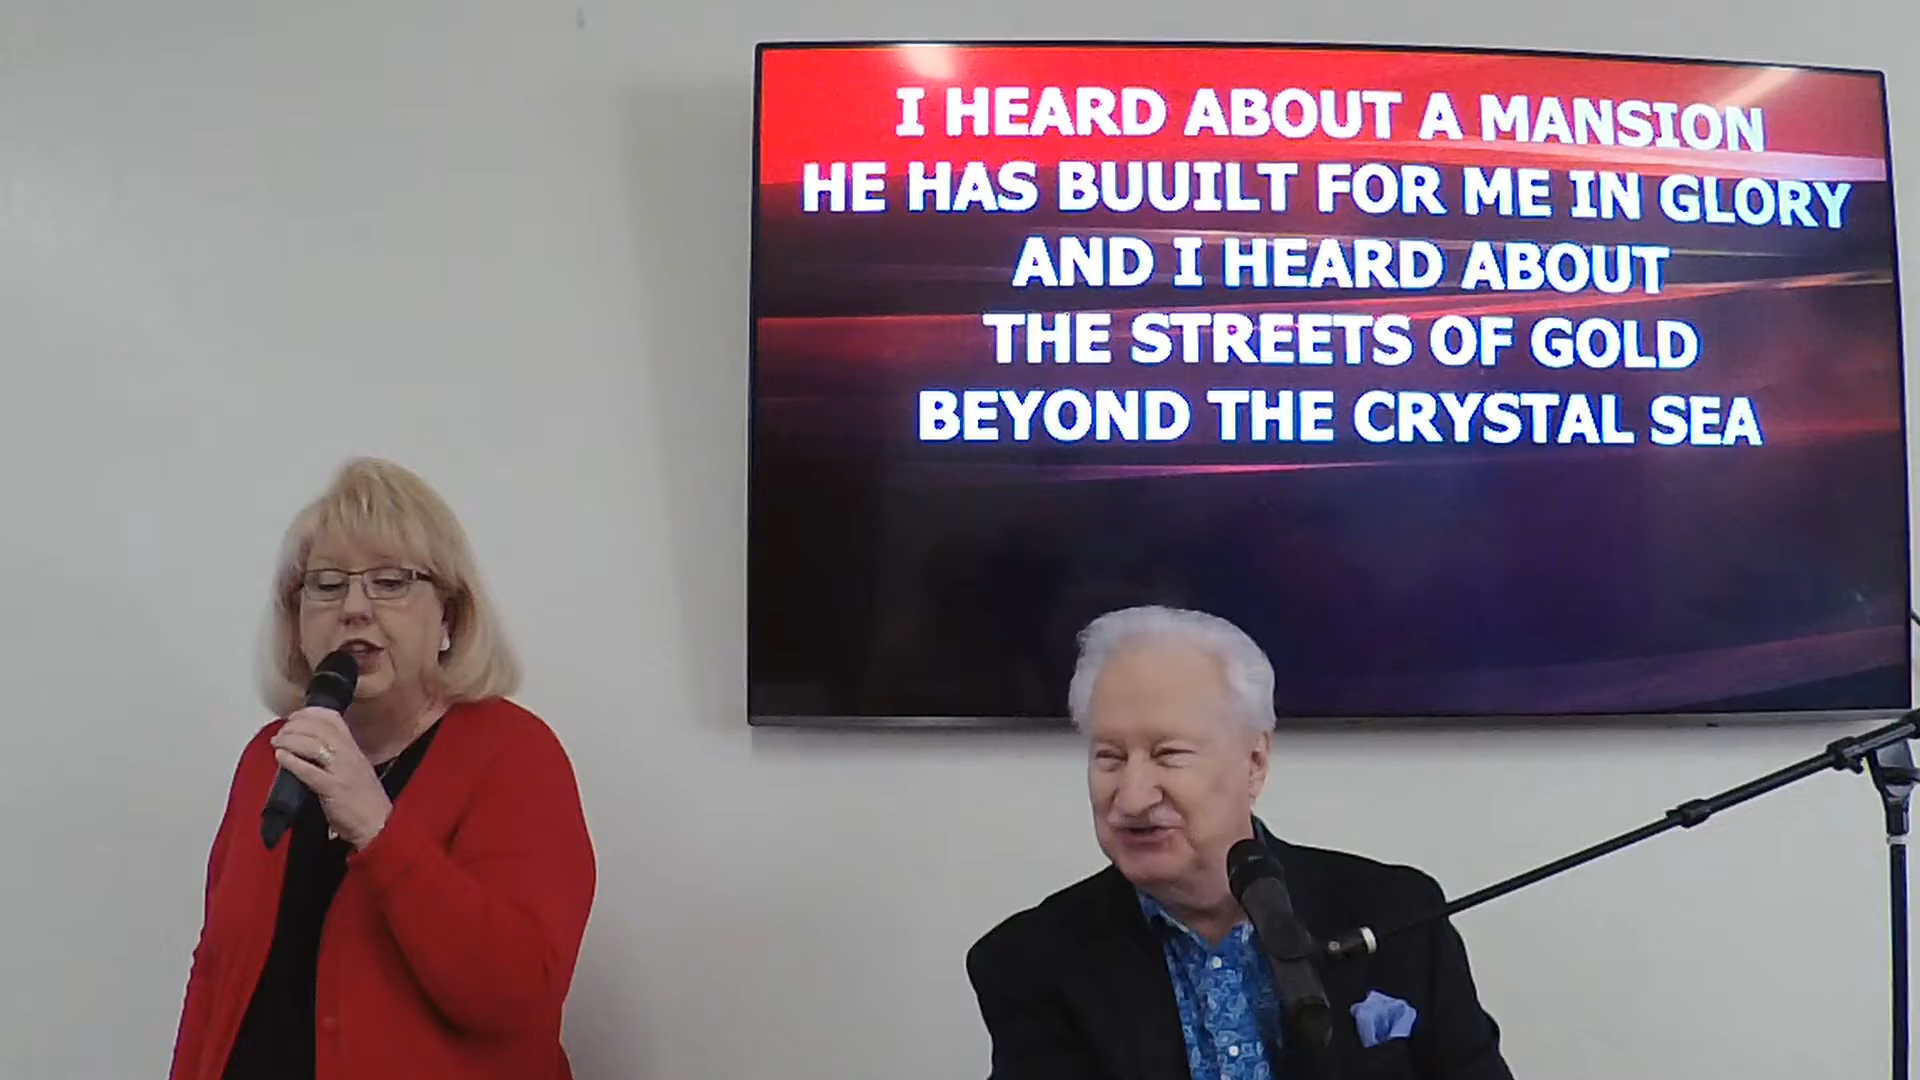 I HEARD ABOUT A MANSION
HE HAS BUUILT FOR ME IN GLORY
AND I HEARD ABOUT
THE STREETS OF GOLD
BEYOND THE CRYSTAL SEA